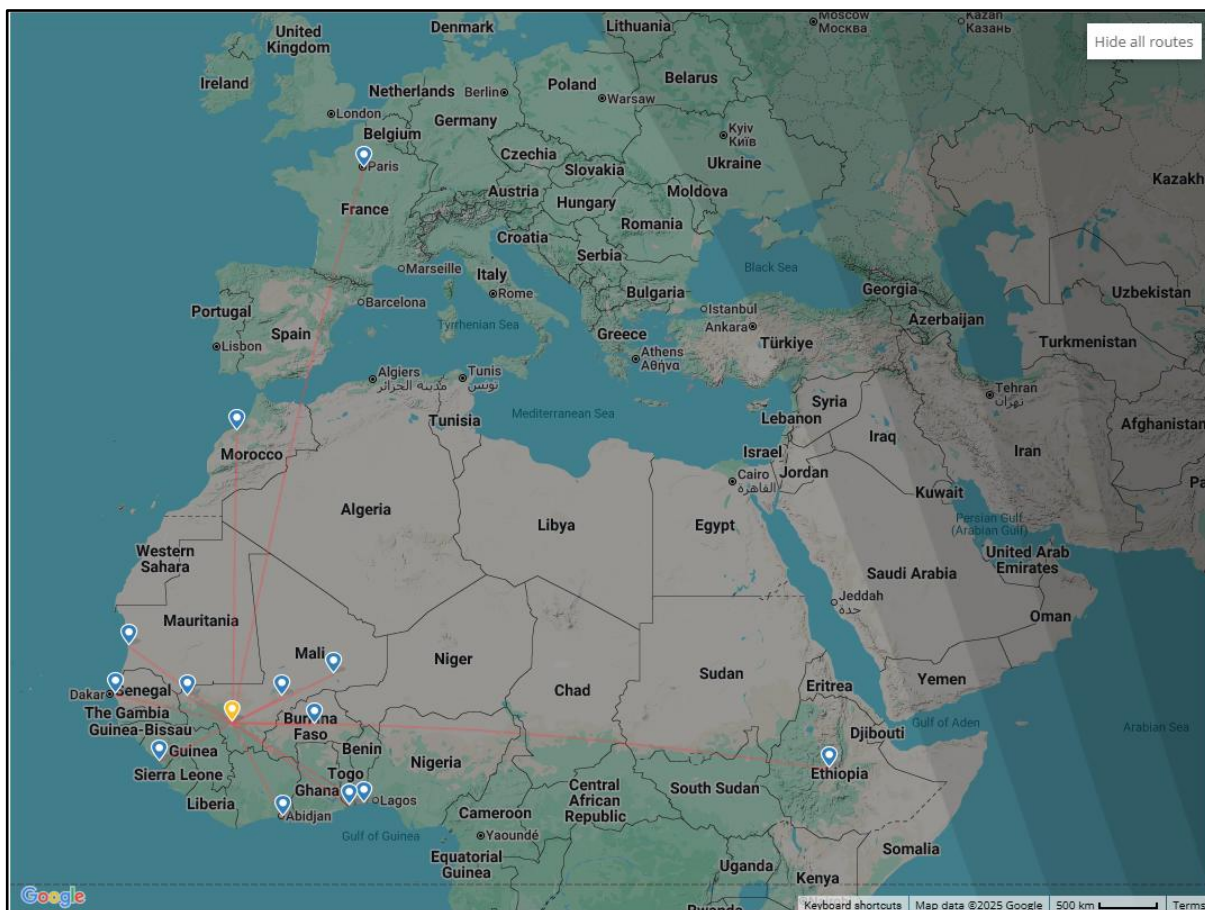 Hide all routes
United
Kingdom
Denmark
Lithuania
Moscow
Москва
Kazan
Казань
Ireland
Netherlands
Berlin
Poland
Warsaw
Belarus
London
Belgium
Germany
Kyiv
Київ
Paris
Czechia
Slovakia
Ukraine
France
Austria
Hungary
Moldova
Kazakh
Croatia
Romania
Serbia
Marseille
Italy
Rome
Bulgaria
Black Sea
Georgia
Uzbekistan
Portugal
Spain
Barcelona
Tyrrhenian Sea
Istanbul
Ankara
Azerbaijan
Turkmenistan
Lisbon
Greece
Athens
Αθήνα
Türkiye
Algiers
مدينة الجزائر
Tunis
تونس
Tehran
تهران
Tunisia
Mediterranean Sea
Syria
Lebanon
Iraq
Iran
Afghanistan
Morocco
Israel
Jordan
Cairo
القاهرة
Kuwait
Pa
Algeria
Libya
Egypt
Persian Gulf
(Arabian Gulf)
Western
Sahara
United Arab
Emirates
Saudi Arabia
Jeddah
جدة
Oman
Mauritania
Mali
Niger
Chad
Sudan
Eritrea
Yemen
Dakar
Senegal
The Gambia
Guinea-Bissau
Burkina
Faso
Gulf of Aden
Arabian Sea
Djibouti
Guinea
Benin
Nigeria
Sierra Leone
Togo
Ghana
Ethiopia
Liberia
Abidjan
Lagos
Central
African
Republic
South Sudan
Cameroon
Gulf of Guinea
Yaoundé
Equatorial
Guinea
Somalia
Uganda
Kenya
Rwanda
Google
Keyboard shortcuts
Map data ©2025 Google
500 km
Terms